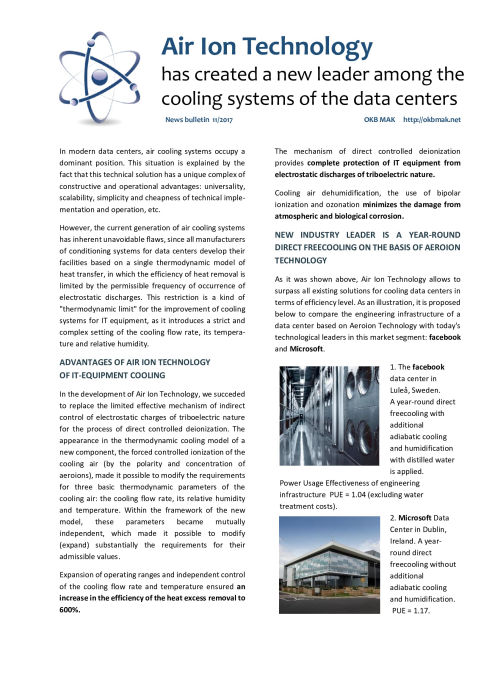 Air Ion Technology
has created a new leader among the
cooling systems of the data centers
News bulletin 11/2017 OKB MAK http://okbmak.net
In modern data centers, air cooling systems occupy a
dominant position. This situation is explained by the
fact that this technical solution has a unique complex of
constructive and operational advantages: universality,
scalability, simplicity and cheapness of technical imple-
mentation and operation, etc.
However, the current generation of air cooling systems
has inherent unavoidable flaws, since all manufacturers
of conditioning systems for data centers develop their
facilities based on a single thermodynamic model of
heat transfer, in which the efficiency of heat removal is
limited by the permissible frequency of occurrence of
electrostatic discharges. This restriction is a kind of
"thermodynamic limit" for the improvement of cooling
systems for IT equipment, as it introduces a strict and
complex setting of the cooling flow rate, its tempera-
ture and relative humidity.
ADVANTAGES OF AIR ION TECHNOLOGY
OF IT-EQUIPMENT COOLING
In the development of Air Ion Technology, we succeded
to replace the limited effective mechanism of indirect
control of electrostatic charges of triboelectric nature
for the process of direct controlled deionization. The
appearance in the thermodynamic cooling model of a
new component, the forced controlled ionization of the
cooling air (by the polarity and concentration of
aeroions), made it possible to modify the requirements
for three basic thermodynamic parameters of the
cooling air: the cooling flow rate, its relative humidity
and temperature. Within the framework of the new
model, these parameters became mutually
independent, which made it possible to modify
(expand) substantially the requirements for their
admissible values.
Expansion of operating ranges and independent control
of the cooling flow rate and temperature ensured an
increase in the efficiency of the heat excess removal to
600%.
The mechanism of direct controlled deionization
provides complete protection of IT equipment from
electrostatic discharges of triboelectric nature.
Cooling air dehumidification, the use of bipolar
ionization and ozonation minimizes the damage from
atmospheric and biological corrosion.
NEW INDUSTRY LEADER IS A YEAR-ROUND
DIRECT FREECOOLING ON THE BASIS OF AEROION
TECHNOLOGY
As it was shown above, Air Ion Technology allows to
surpass all existing solutions for cooling data centers in
terms of efficiency level. As an illustration, it is proposed
below to compare the engineering infrastructure of a
data center based on Aeroion Technology with today's
technological leaders in this market segment: facebook
and Microsoft.
1. The facebook
data center in
Luleå, Sweden.
A year-round direct
freecooling with
additional
adiabatic cooling
and humidification
with distilled water
is applied.
Power Usage Effectiveness of engineering
infrastructure PUE = 1.04 (excluding water
treatment costs).
2. Microsoft Data
Center in Dublin,
Ireland. A year-
round direct
freecooling without
additional
adiabatic cooling
and humidification.
PUE = 1.17.